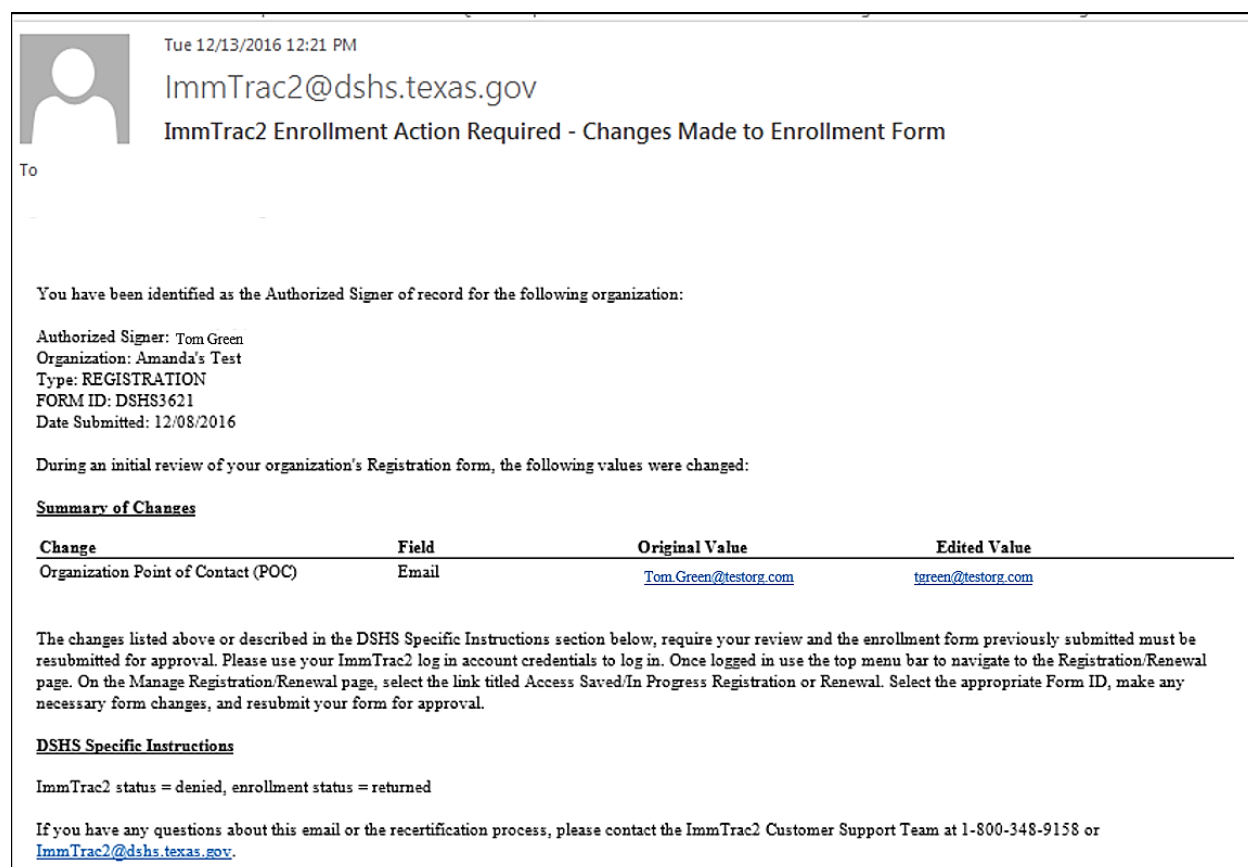 Tue 12/13/2016 12:21 PM
ImmTrac2@dshs.texas.gov
ImmTrac2 Enrollment Action Required - Changes Made to Enrollment Form
To
You have been identified as the Authorized Signer of record for the following organization:
Authorized Signer: Tom Green
Organization: Amanda's Test
Type: REGISTRATION
FORM ID: DSHS3621
Date Submitted: 12/08/2016
During an initial review of your organization's Registration form, the following values were changed:
Summary of Changes
Change Field Original Value Edited Value
Organization Point of Contact (POC) Email Tom.Green@testorg.com tgreen@testorg.com
The changes listed above or described in the DSHS Specific Instructions section below, require your review and the enrollment form previously submitted must be
resubmitted for approval. Please use your ImmTrac2 log in account credentials to log in. Once logged in use the top menu bar to navigate to the Registration/Renewal
page. On the Manage Registration/Renewal page, select the link titled Access Saved/In Progress Registration or Renewal. Select the appropriate Form ID, make any
necessary form changes, and resubmit your form for approval.
DSHS Specific Instructions
ImmTrac2 status = denied, enrollment status = returned
If you have any questions about this email or the recertification process, please contact the ImmTrac2 Customer Support Team at 1-800-348-9158 or
ImmTrac2@dshs.texas.gov.